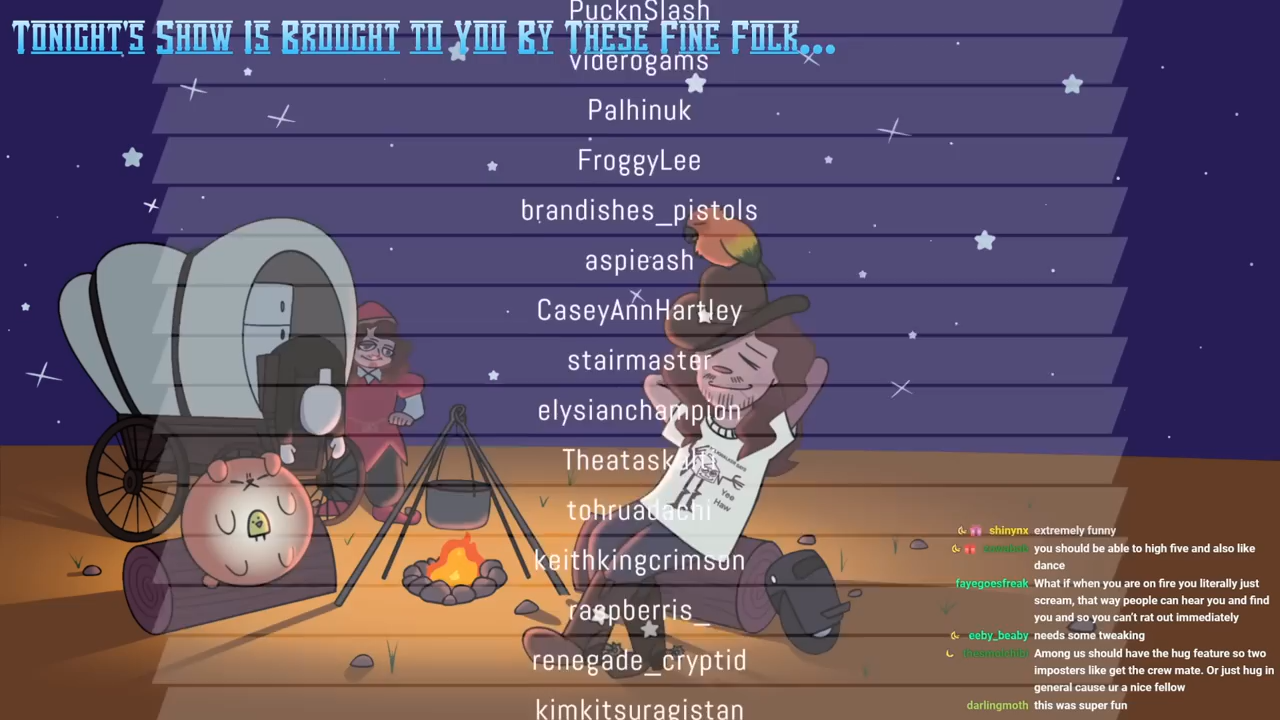 PucknSlash
TONIGHT'S SHOW IS BROUGHT TO YOU BY THESE FINE FOLK...
viderogams
Palhinuk
FroggyLee
brandishes_pistols
aspieash
CaseyAnnHartley
stairmaster
elysianchampion
tohruadachi
keithkingcrimson
raspberris_
renegade_cryptid
kimkitsuragistan
Yee
Haw
shinynx extremely funny
you should be able to high five and also like
dance
fayegoesfreak What if when you are on fire you literally just
scream, that way people can hear you and find
you and so you can't rat out immediately
eeby_beaby needs some tweaking
Among us should have the hug feature so two
imposters like get the crew mate. Or just hug in
general cause ur a nice fellow
darlingmoth this was super fun